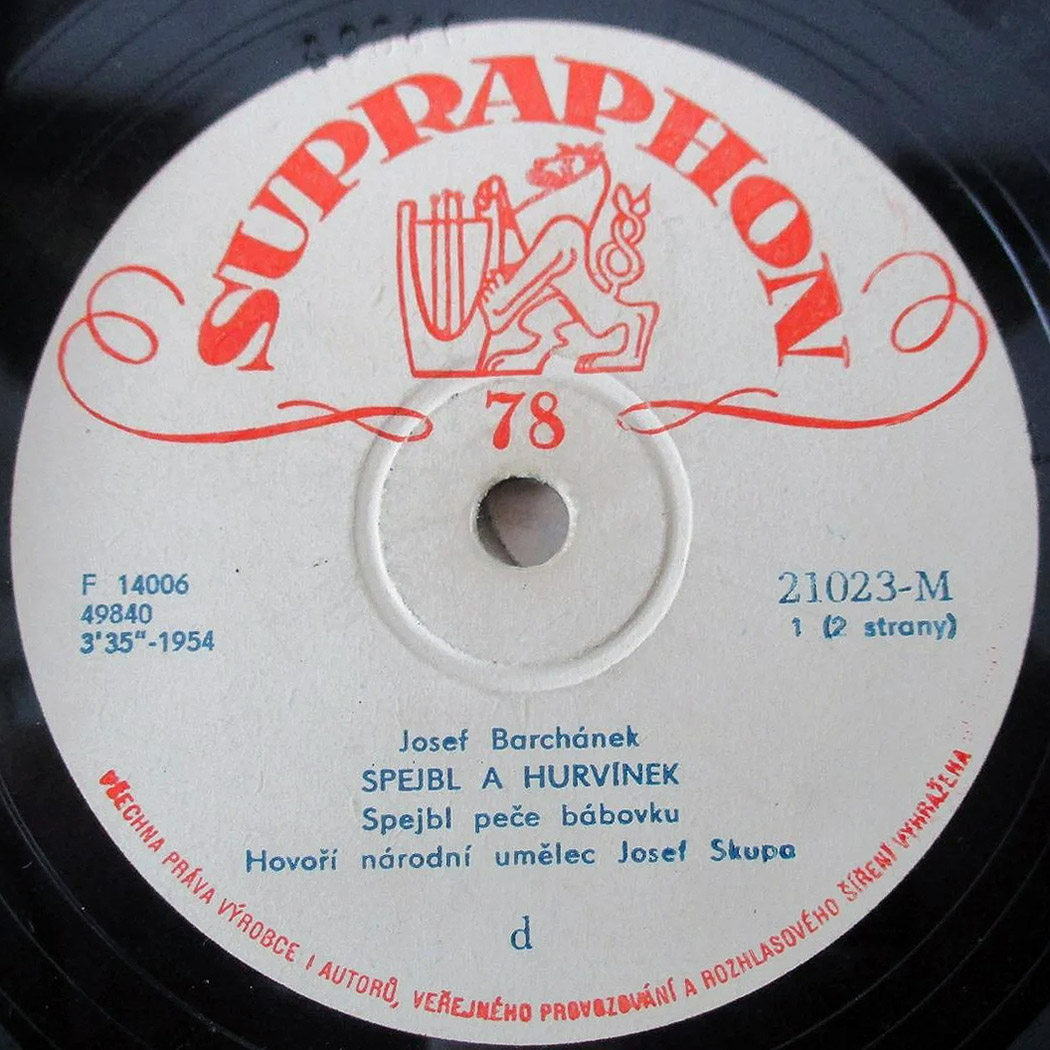 SUPRAPHON
78
F 14006
49840
3'35"-1954
21023-M
1 (2 strany)
Josef Barchánek
SPEJBL A HURVÍNEK
Spejbl peče bábovku
Hovoří národní umělec Josef Skupa
d
VŠECHNA PRÁVA VÝROBCE I AUTORŮ, VEŘEJNÉHO PROVOZOVÁNÍ A ROZHLASOVÉHO ŠÍŘENÍ VYHRAŽENA